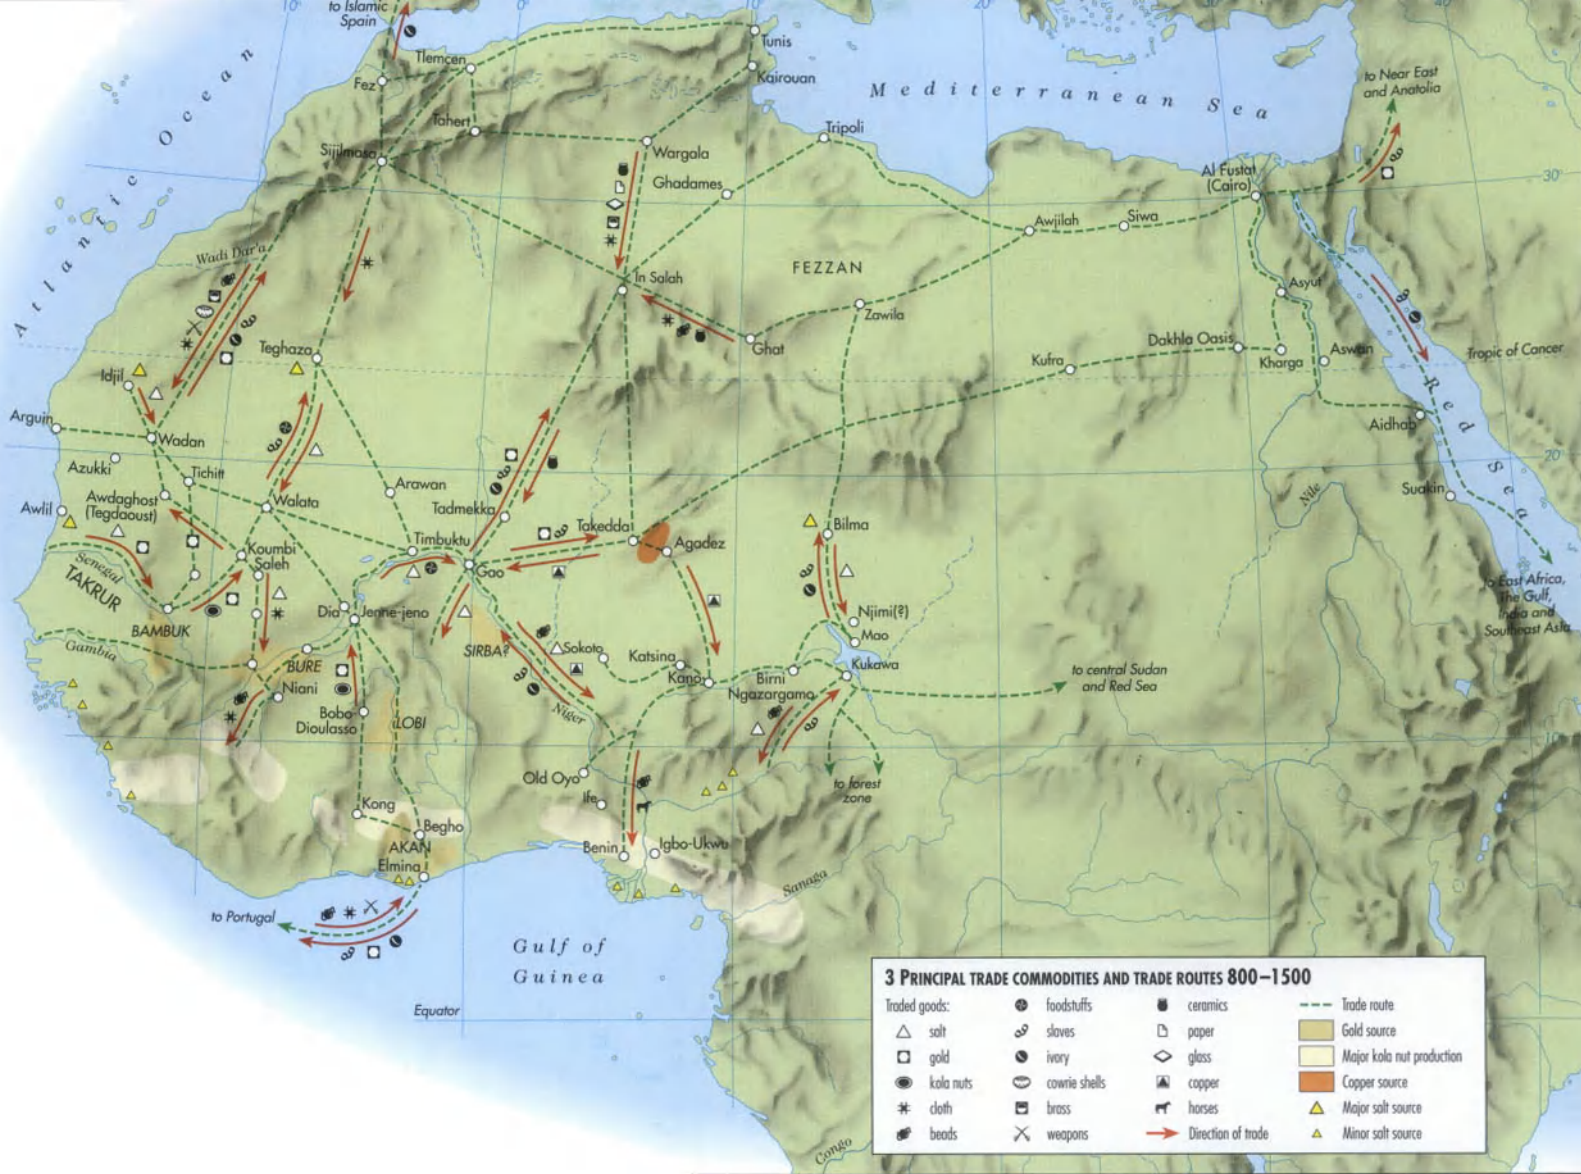 10°
0°
20°
40°
to Islamic
Spain
Tunis
Tlemcen
Kairouan
Fez
to Near East
and Anatolia
Mediterranean Sea
Atlantic Ocean
Tahert
Tripoli
Sijilmasa
Wargala
Ghadames
Al Fustat
(Cairo)
30°
Awjilah
Siwa
Wadi Dar'a
In Salah
FEZZAN
Asyut
Zawila
Teghaza
Ghat
Dakhla Oasis
Kharga
Aswan
Tropic of Cancer
Kufra
Idjil
Arguin
Wadan
Aidhab
Red Sea
Azukki
Tichitt
20°
Awlil
Awdaghost
(Tegdaoust)
Walata
Arawan
Tadmekka
Suakin
Nile
Timbuktu
Takedda
Agadez
Bilma
Koumbi
Saleh
Senegal
TAKRUR
Gao
to East Africa,
The Gulf,
India and
Southeast Asia
Dia
Jenne-jeno
Njimi(?)
Mao
BAMBUK
Gambia
BURE
SIRBA?
Sokoto
Katsina
Kano
Birni
Ngazargamo
Kukawa
to central Sudan
and Red Sea
Niani
Bobo
Dioulasso
LOBI
Niger
10°
Old Oyo
Ife
to forest
zone
Kong
Begho
AKAN
Elmina
Benin
Igbo-Ukwu
Sanaga
to Portugal
Gulf of
Guinea
Equator
Congo
3 PRINCIPAL TRADE COMMODITIES AND TRADE ROUTES 800–1500
Traded goods:
salt
gold
kola nuts
cloth
beads
foodstuffs
slaves
ivory
cowrie shells
brass
weapons
ceramics
paper
glass
copper
horses
Direction of trade
Trade route
Gold source
Major kola nut production
Copper source
Major salt source
Minor salt source